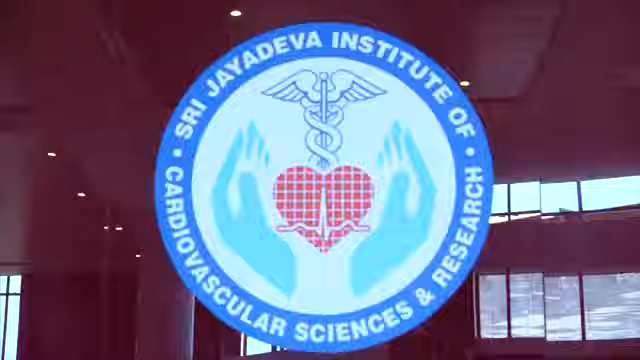 SRI JAYADEVA INSTITUTE OF
CARDIOVASCULAR SCIENCES & RESEARCH